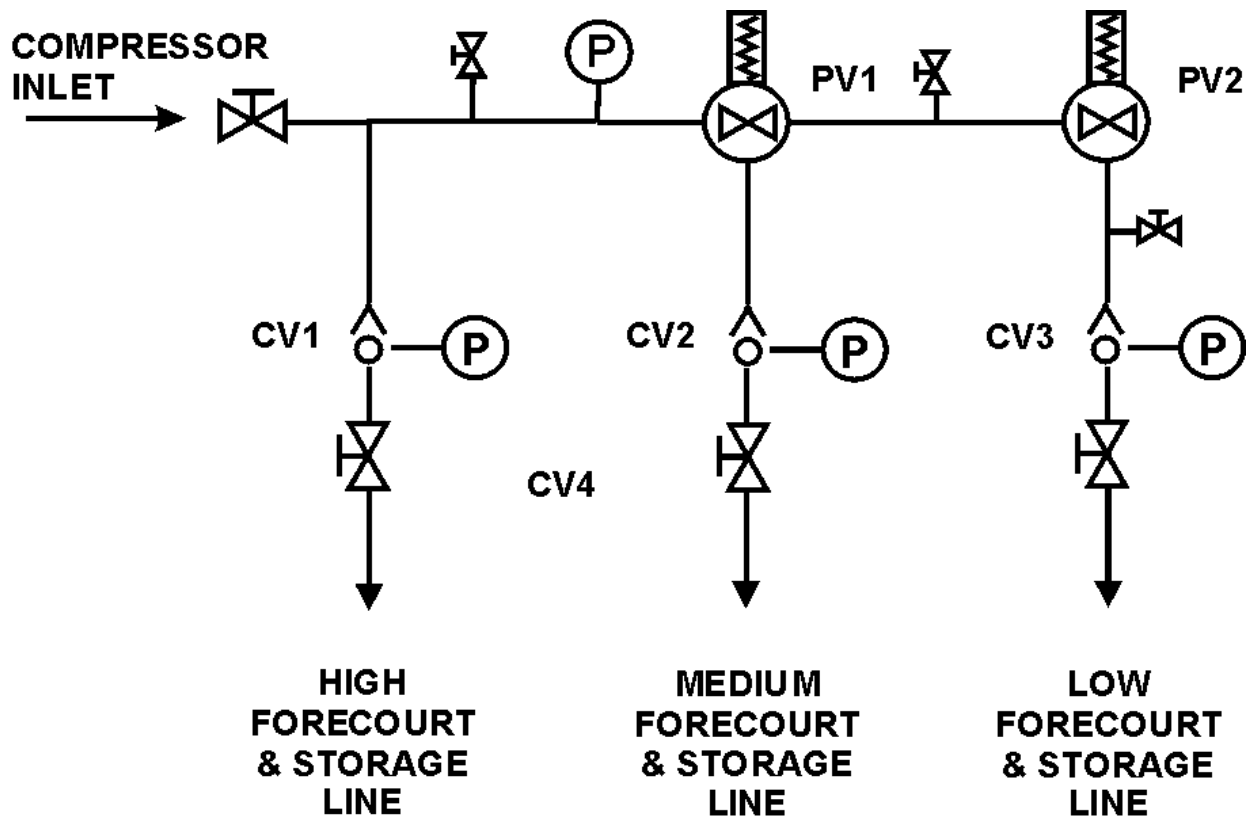 COMPRESSOR
INLET
P
PV1
PV2
CV1
P
CV2
P
CV3
P
CV4
HIGH
FORECOURT
& STORAGE
LINE
MEDIUM
FORECOURT
& STORAGE
LINE
LOW
FORECOURT
& STORAGE
LINE